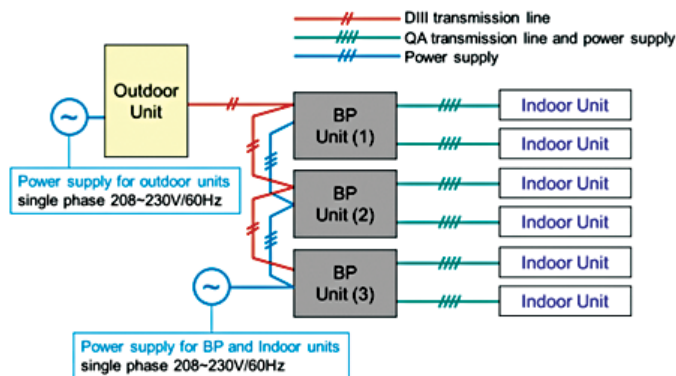 DIII transmission line
QA transmission line and power supply
Power supply
Outdoor
Unit
BP
Unit (1)
Indoor Unit
Indoor Unit
~
Power supply for outdoor units
single phase 208~230V/60Hz
BP
Unit (2)
Indoor Unit
Indoor Unit
BP
Unit (3)
Indoor Unit
Indoor Unit
~
Power supply for BP and Indoor units
single phase 208~230V/60Hz